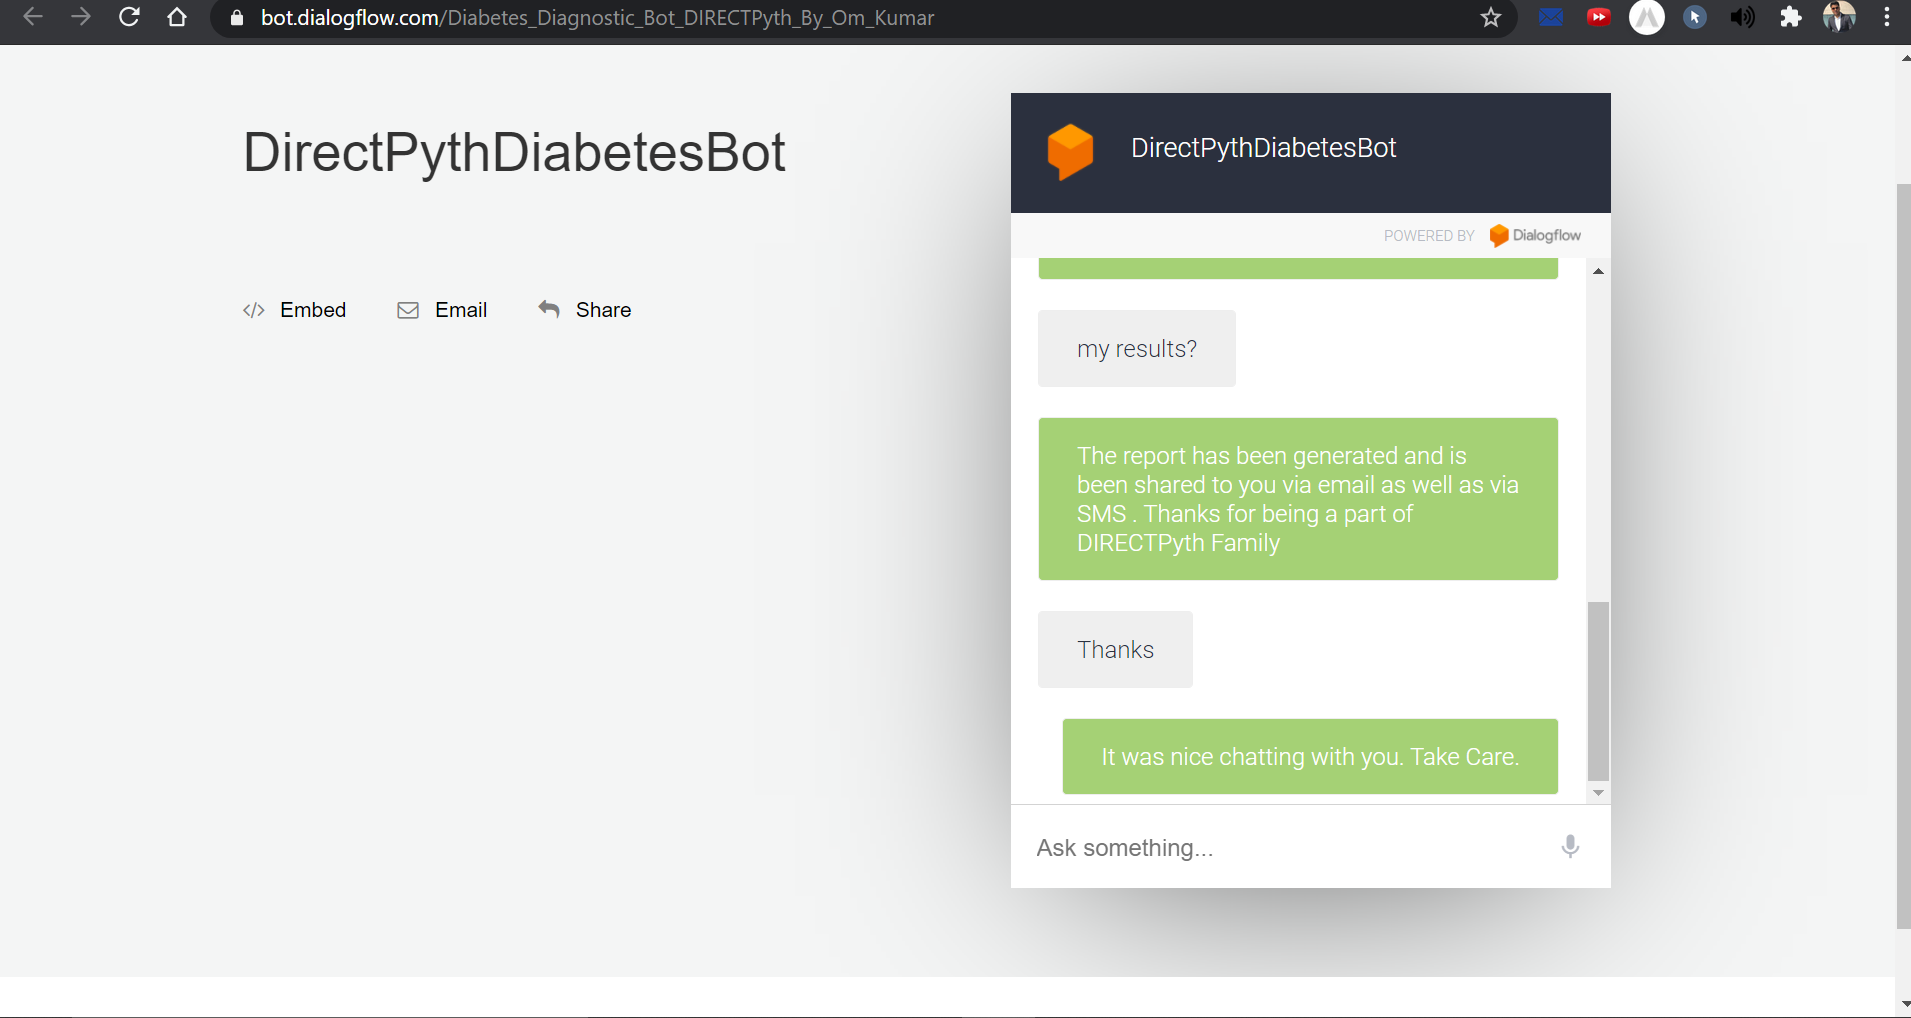 bot.dialogflow.com/Diabetes_Diagnostic_Bot_DIRECTPyth_By_Om_Kumar
DirectPythDiabetesBot
</> Embed Email Share
DirectPythDiabetesBot
POWERED BY Dialogflow
my results?
The report has been generated and is
been shared to you via email as well as via
SMS . Thanks for being a part of
DIRECTPyth Family
Thanks
It was nice chatting with you. Take Care.
Ask something...